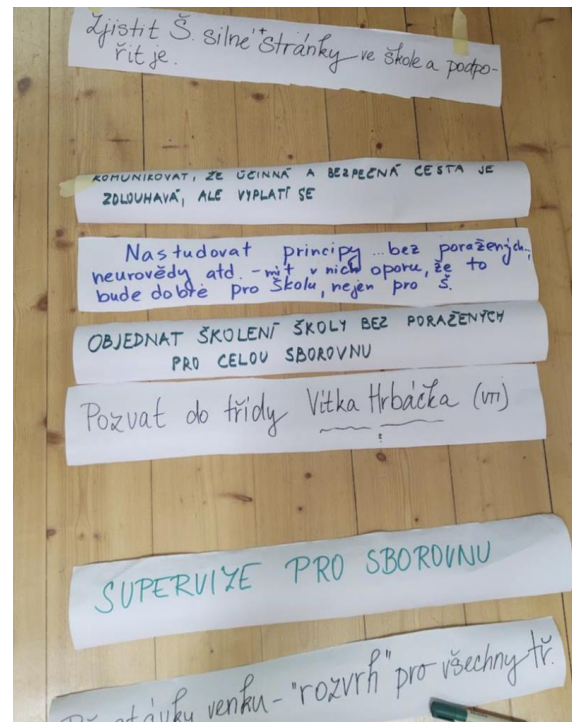 Zjistit Š. silné + stránky ve škole a podpo-
řit je.
KOMUNIKOVAT, ŽE ÚČINNÁ A BEZPEČNÁ CESTA JE
ZDLOUHAVÁ, ALE VYPLATÍ SE
Nastudovat principy ... bez poražených...,
neurovědy atd. - mít v nich oporu, že to
bude dobré pro školu, nejen pro Š.
OBJEDNAT ŠKOLENÍ ŠKOLY BEZ PORAŽENÝCH
PRO CELOU SBOROVNU
Pozvat do třídy Vítka Hrbáčka (VTI)
SUPERVIZE PRO SBOROVNU
Přestávky venku - "rozvrh" pro všechny tř.